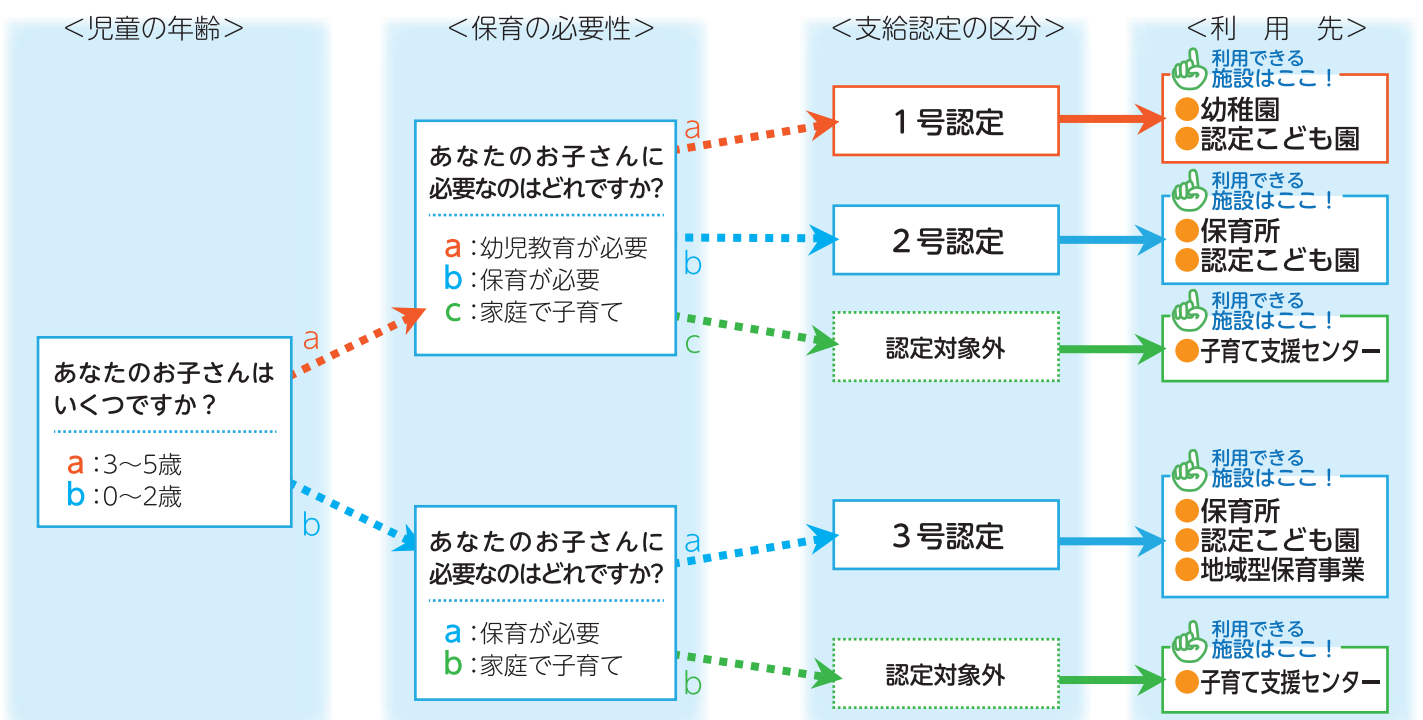 ＜児童の年齢＞
＜保育の必要性＞
＜支給認定の区分＞
＜利　用　先＞
あなたのお子さんは
いくつですか？
a：3～5歳
b：0～2歳
a
b
あなたのお子さんに
必要なのはどれですか?
a：幼児教育が必要
b：保育が必要
c：家庭で子育て
a
b
c
1号認定
利用できる
施設はここ！
●幼稚園
●認定こども園
2号認定
利用できる
施設はここ！
●保育所
●認定こども園
認定対象外
利用できる
施設はここ！
●子育て支援センター
あなたのお子さんに
必要なのはどれですか?
a：保育が必要
b：家庭で子育て
a
b
3号認定
利用できる
施設はここ！
●保育所
●認定こども園
●地域型保育事業
認定対象外
利用できる
施設はここ！
●子育て支援センター